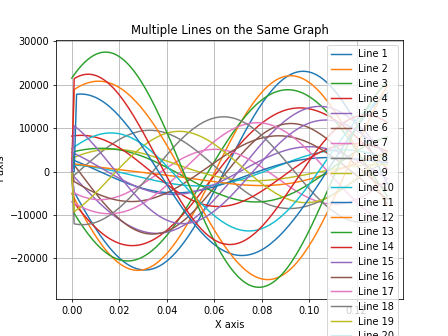 Multiple Lines on the Same Graph
30000
20000
10000
0
−10000
−20000
0.00 0.02 0.04 0.06 0.08 0.10
X axis
Line 1
Line 2
Line 3
Line 4
Line 5
Line 6
Line 7
Line 8
Line 9
Line 10
Line 11
Line 12
Line 13
Line 14
Line 15
Line 16
Line 17
Line 18
Line 19
Line 20